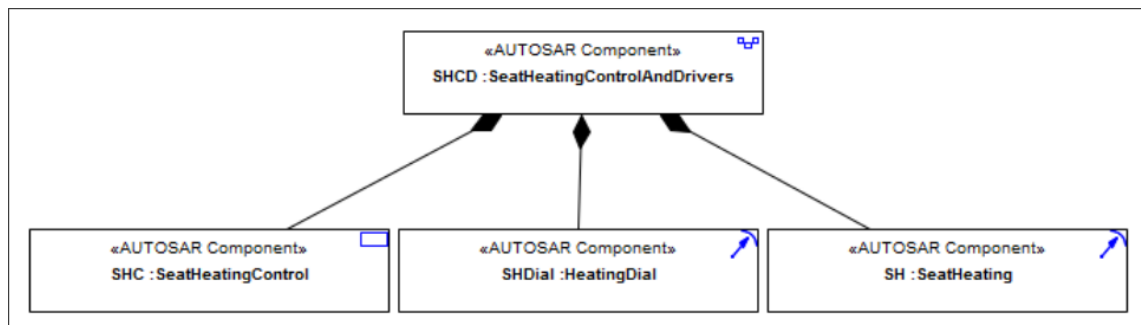 «AUTOSAR Component»
SHCD :SeatHeatingControlAndDrivers
«AUTOSAR Component»
SHC :SeatHeatingControl
«AUTOSAR Component»
SHDial :HeatingDial
«AUTOSAR Component»
SH :SeatHeating